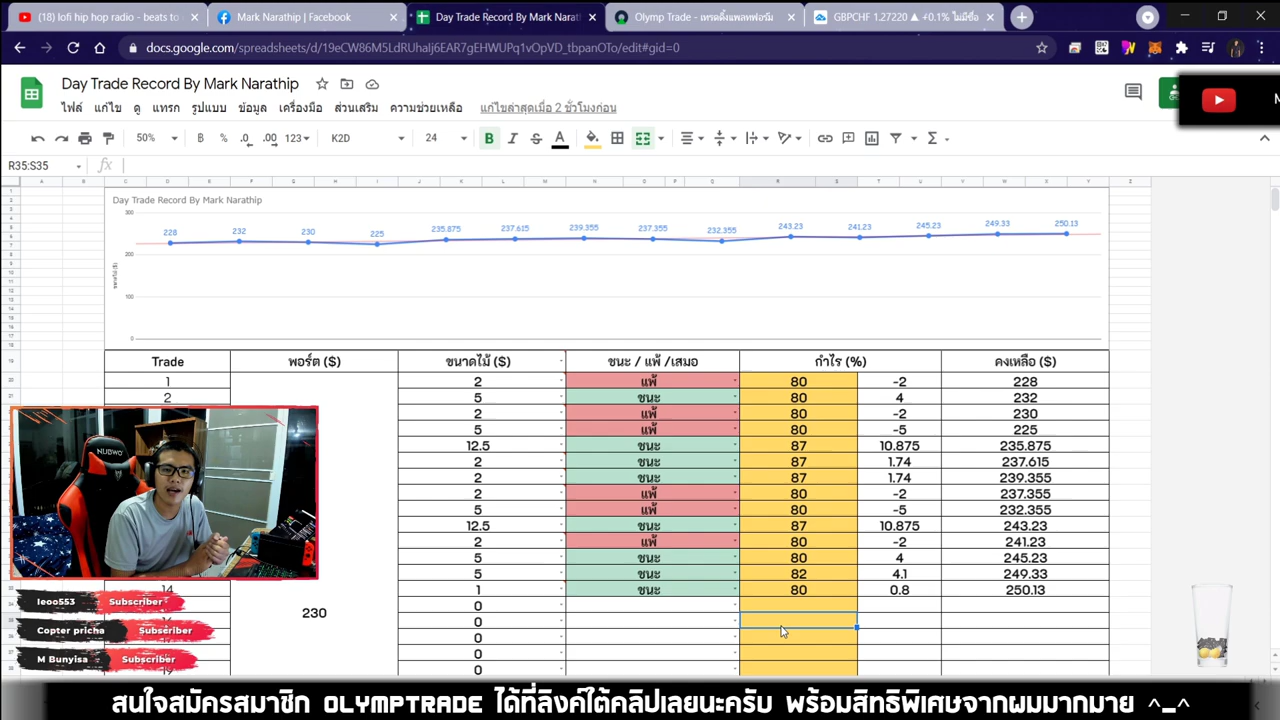 (18) lofi hip hop radio - beats to
Mark Narathip | Facebook
Day Trade Record By Mark Narat
Olymp Trade - เทรดดิ้งแพลทฟอร์ม
GBPCHF 1.27220 ▲ +0.1% ไม่มีชื่อ
docs.google.com/spreadsheets/d/19eCW86M5LdRUhaIj6EAR7gEHWUPq1vOpVD_tbpanOTo/edit#gid=0
Day Trade Record By Mark Narathip
ไฟล์ แก้ไข ดู แทรก รูปแบบ ข้อมูล เครื่องมือ ส่วนเสริม ความช่วยเหลือ แก้ไขล่าสุดเมื่อ 2 ชั่วโมงก่อน
50% ฿ % .0 .00 123 K2D 24 B I S A
R35:S35 fx
A B C D E F G H I J K L M N O P Q R S T U V W X Y Z
Day Trade Record By Mark Narathip
300 200 100 0
228 232 230 225 235.875 237.615 239.355 237.355 232.355 243.23 241.23 245.23 249.33 250.13
Trade พอร์ต ($) ขนาดไม้ ($) ชนะ / แพ้ /เสมอ กำไร (%) คงเหลือ ($)
1 2 แพ้ 80 -2 228
2 5 ชนะ 80 4 232
2 แพ้ 80 -2 230
5 แพ้ 80 -5 225
12.5 ชนะ 87 10.875 235.875
2 ชนะ 87 1.74 237.615
2 ชนะ 87 1.74 239.355
2 แพ้ 80 -2 237.355
5 แพ้ 80 -5 232.355
12.5 ชนะ 87 10.875 243.23
2 แพ้ 80 -2 241.23
5 ชนะ 80 4 245.23
5 ชนะ 82 4.1 249.33
14 1 ชนะ 80 0.8 250.13
0
230
0
0
0
19 0
NUBWO
leoo553 Subscriber
Copter pricha Subscriber
M Bunyisa Subscriber
สนใจสมัครสมาชิก OLYMPTRADE ได้ที่ลิงค์ใต้คลิปเลยนะครับ พร้อมสิทธิพิเศษจากผมมากมาย ^_^